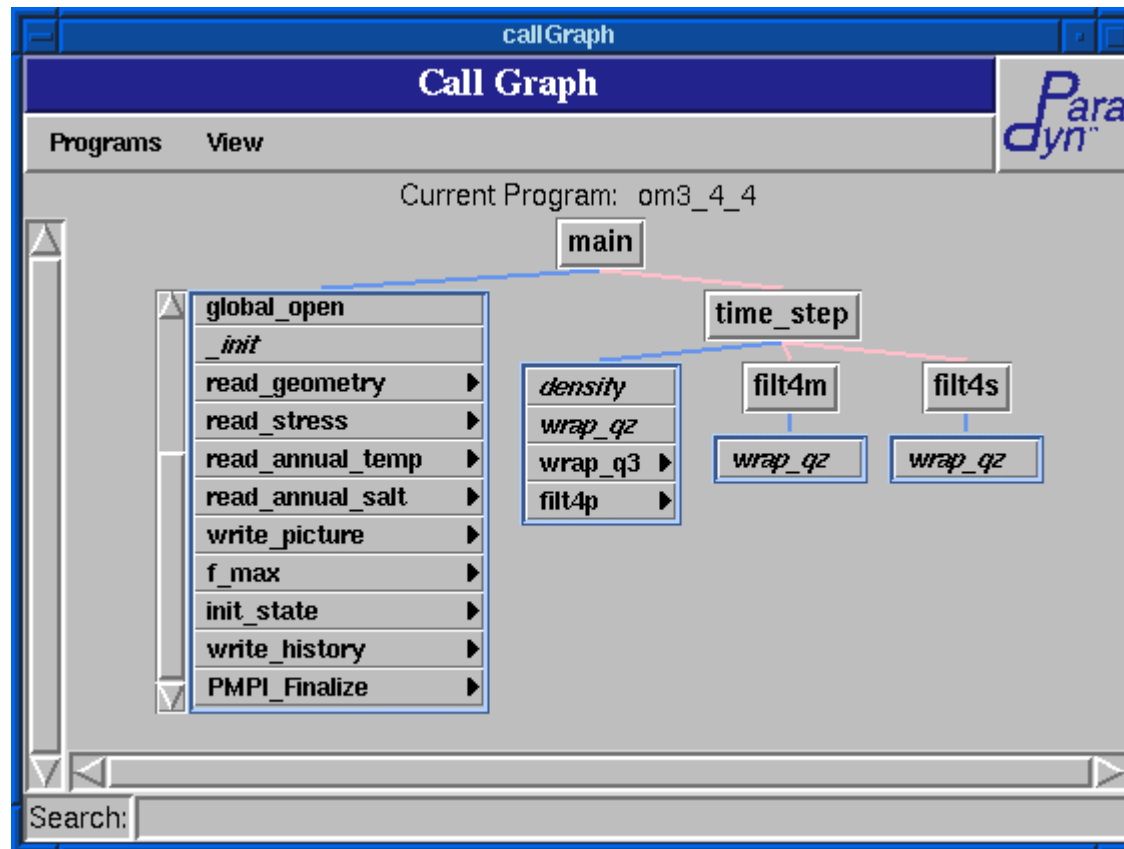 callGraph
Call Graph
Para
dyn™
Programs View
Current Program: om3_4_4
main
global_open
_init
read_geometry
read_stress
read_annual_temp
read_annual_salt
write_picture
f_max
init_state
write_history
PMPI_Finalize
time_step
density
wrap_qz
wrap_q3
filt4p
filt4m
wrap_qz
filt4s
wrap_qz
Search: